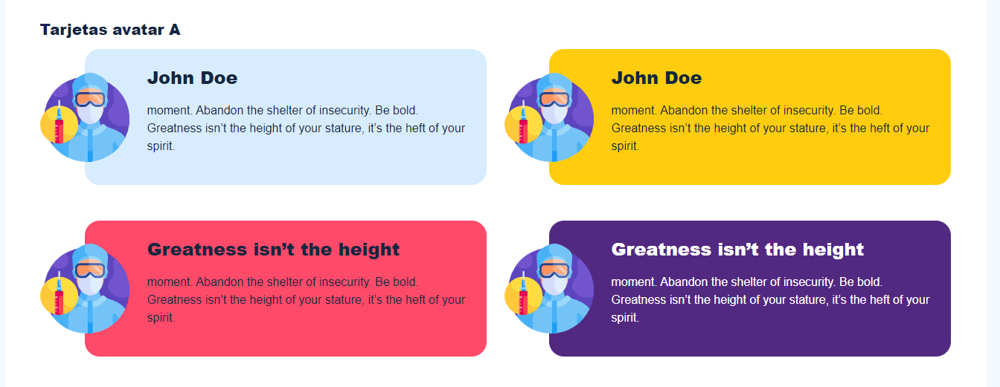 Tarjetas avatar A
John Doe
moment. Abandon the shelter of insecurity. Be bold.
Greatness isn’t the height of your stature, it’s the heft of your
spirit.
John Doe
moment. Abandon the shelter of insecurity. Be bold.
Greatness isn’t the height of your stature, it’s the heft of your
spirit.
Greatness isn’t the height
moment. Abandon the shelter of insecurity. Be bold.
Greatness isn’t the height of your stature, it’s the heft of your
spirit.
Greatness isn’t the height
moment. Abandon the shelter of insecurity. Be bold.
Greatness isn’t the height of your stature, it’s the heft of your
spirit.